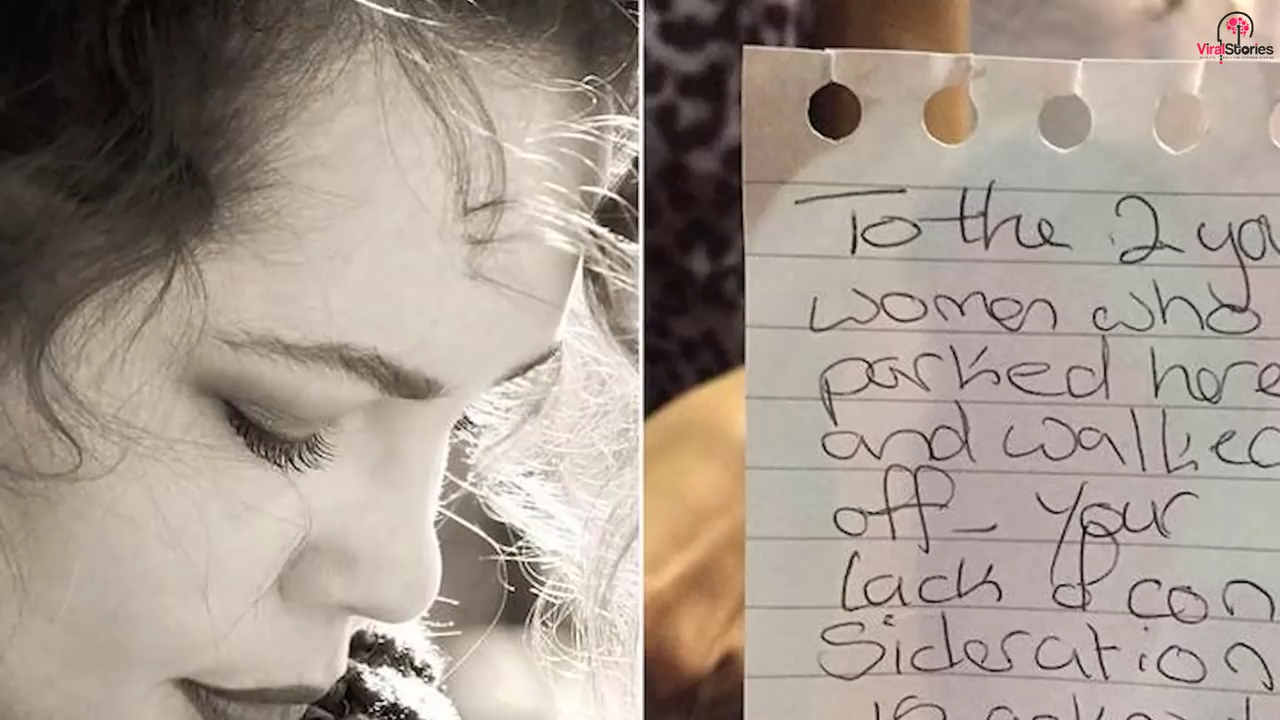 ViralStories
To the 2 you
women who
parked here
and walked
off - Your
lack of con
sideration